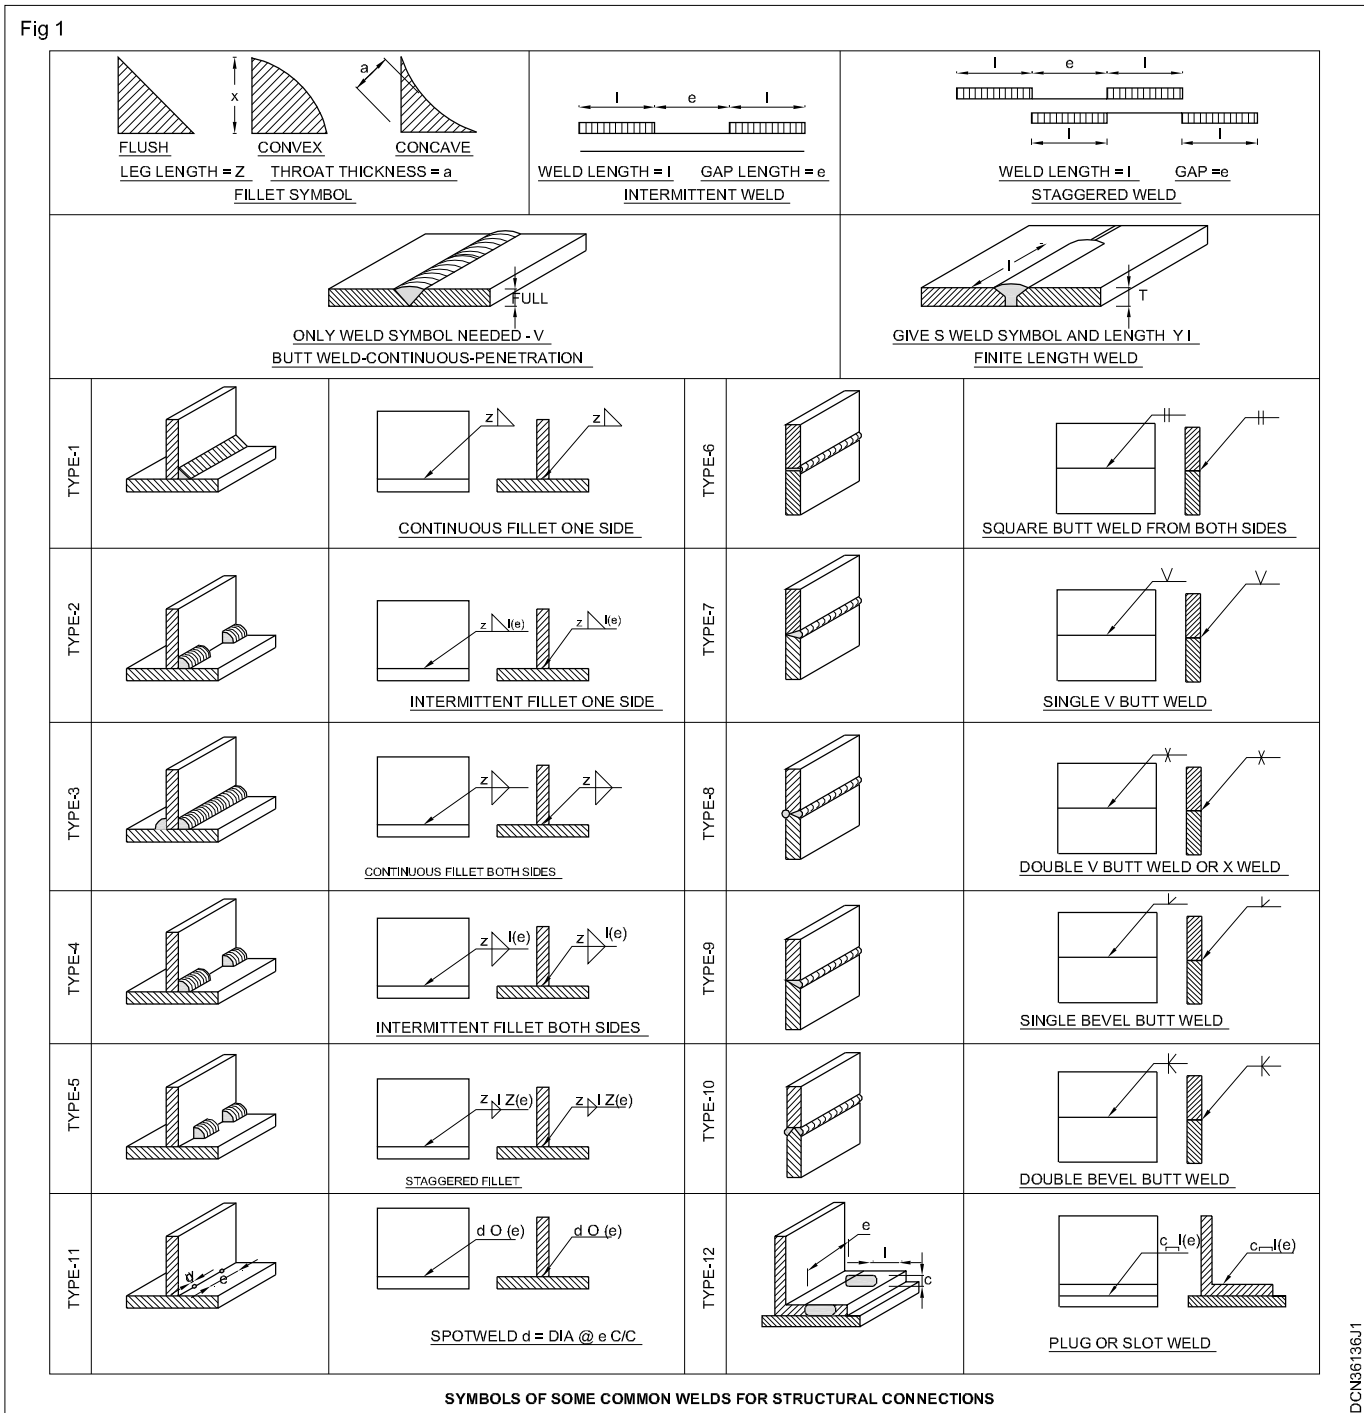 Fig 1
x
a
FLUSH
CONVEX
CONCAVE
LEG LENGTH = Z
THROAT THICKNESS = a
FILLET SYMBOL
l e l
WELD LENGTH = l
GAP LENGTH = e
INTERMITTENT WELD
l e l
l l
WELD LENGTH = l
GAP =e
STAGGERED WELD
FULL
ONLY WELD SYMBOL NEEDED - V
BUTT WELD-CONTINUOUS-PENETRATION
l
T
GIVE S WELD SYMBOL AND LENGTH Y l
FINITE LENGTH WELD
TYPE-1
z
z
CONTINUOUS FILLET ONE SIDE
TYPE-6
SQUARE BUTT WELD FROM BOTH SIDES
TYPE-2
z l(e)
z l(e)
INTERMITTENT FILLET ONE SIDE
TYPE-7
SINGLE V BUTT WELD
TYPE-3
z
z
CONTINUOUS FILLET BOTH SIDES
TYPE-8
DOUBLE V BUTT WELD OR X WELD
TYPE-4
z l(e)
z l(e)
INTERMITTENT FILLET BOTH SIDES
TYPE-9
SINGLE BEVEL BUTT WELD
TYPE-5
z l Z(e)
z l Z(e)
STAGGERED FILLET
TYPE-10
DOUBLE BEVEL BUTT WELD
TYPE-11
d
e
d O (e)
d O (e)
SPOTWELD d = DIA @ e C/C
TYPE-12
e
l
c
c l(e)
c l(e)
PLUG OR SLOT WELD
SYMBOLS OF SOME COMMON WELDS FOR STRUCTURAL CONNECTIONS
DCN36136J1